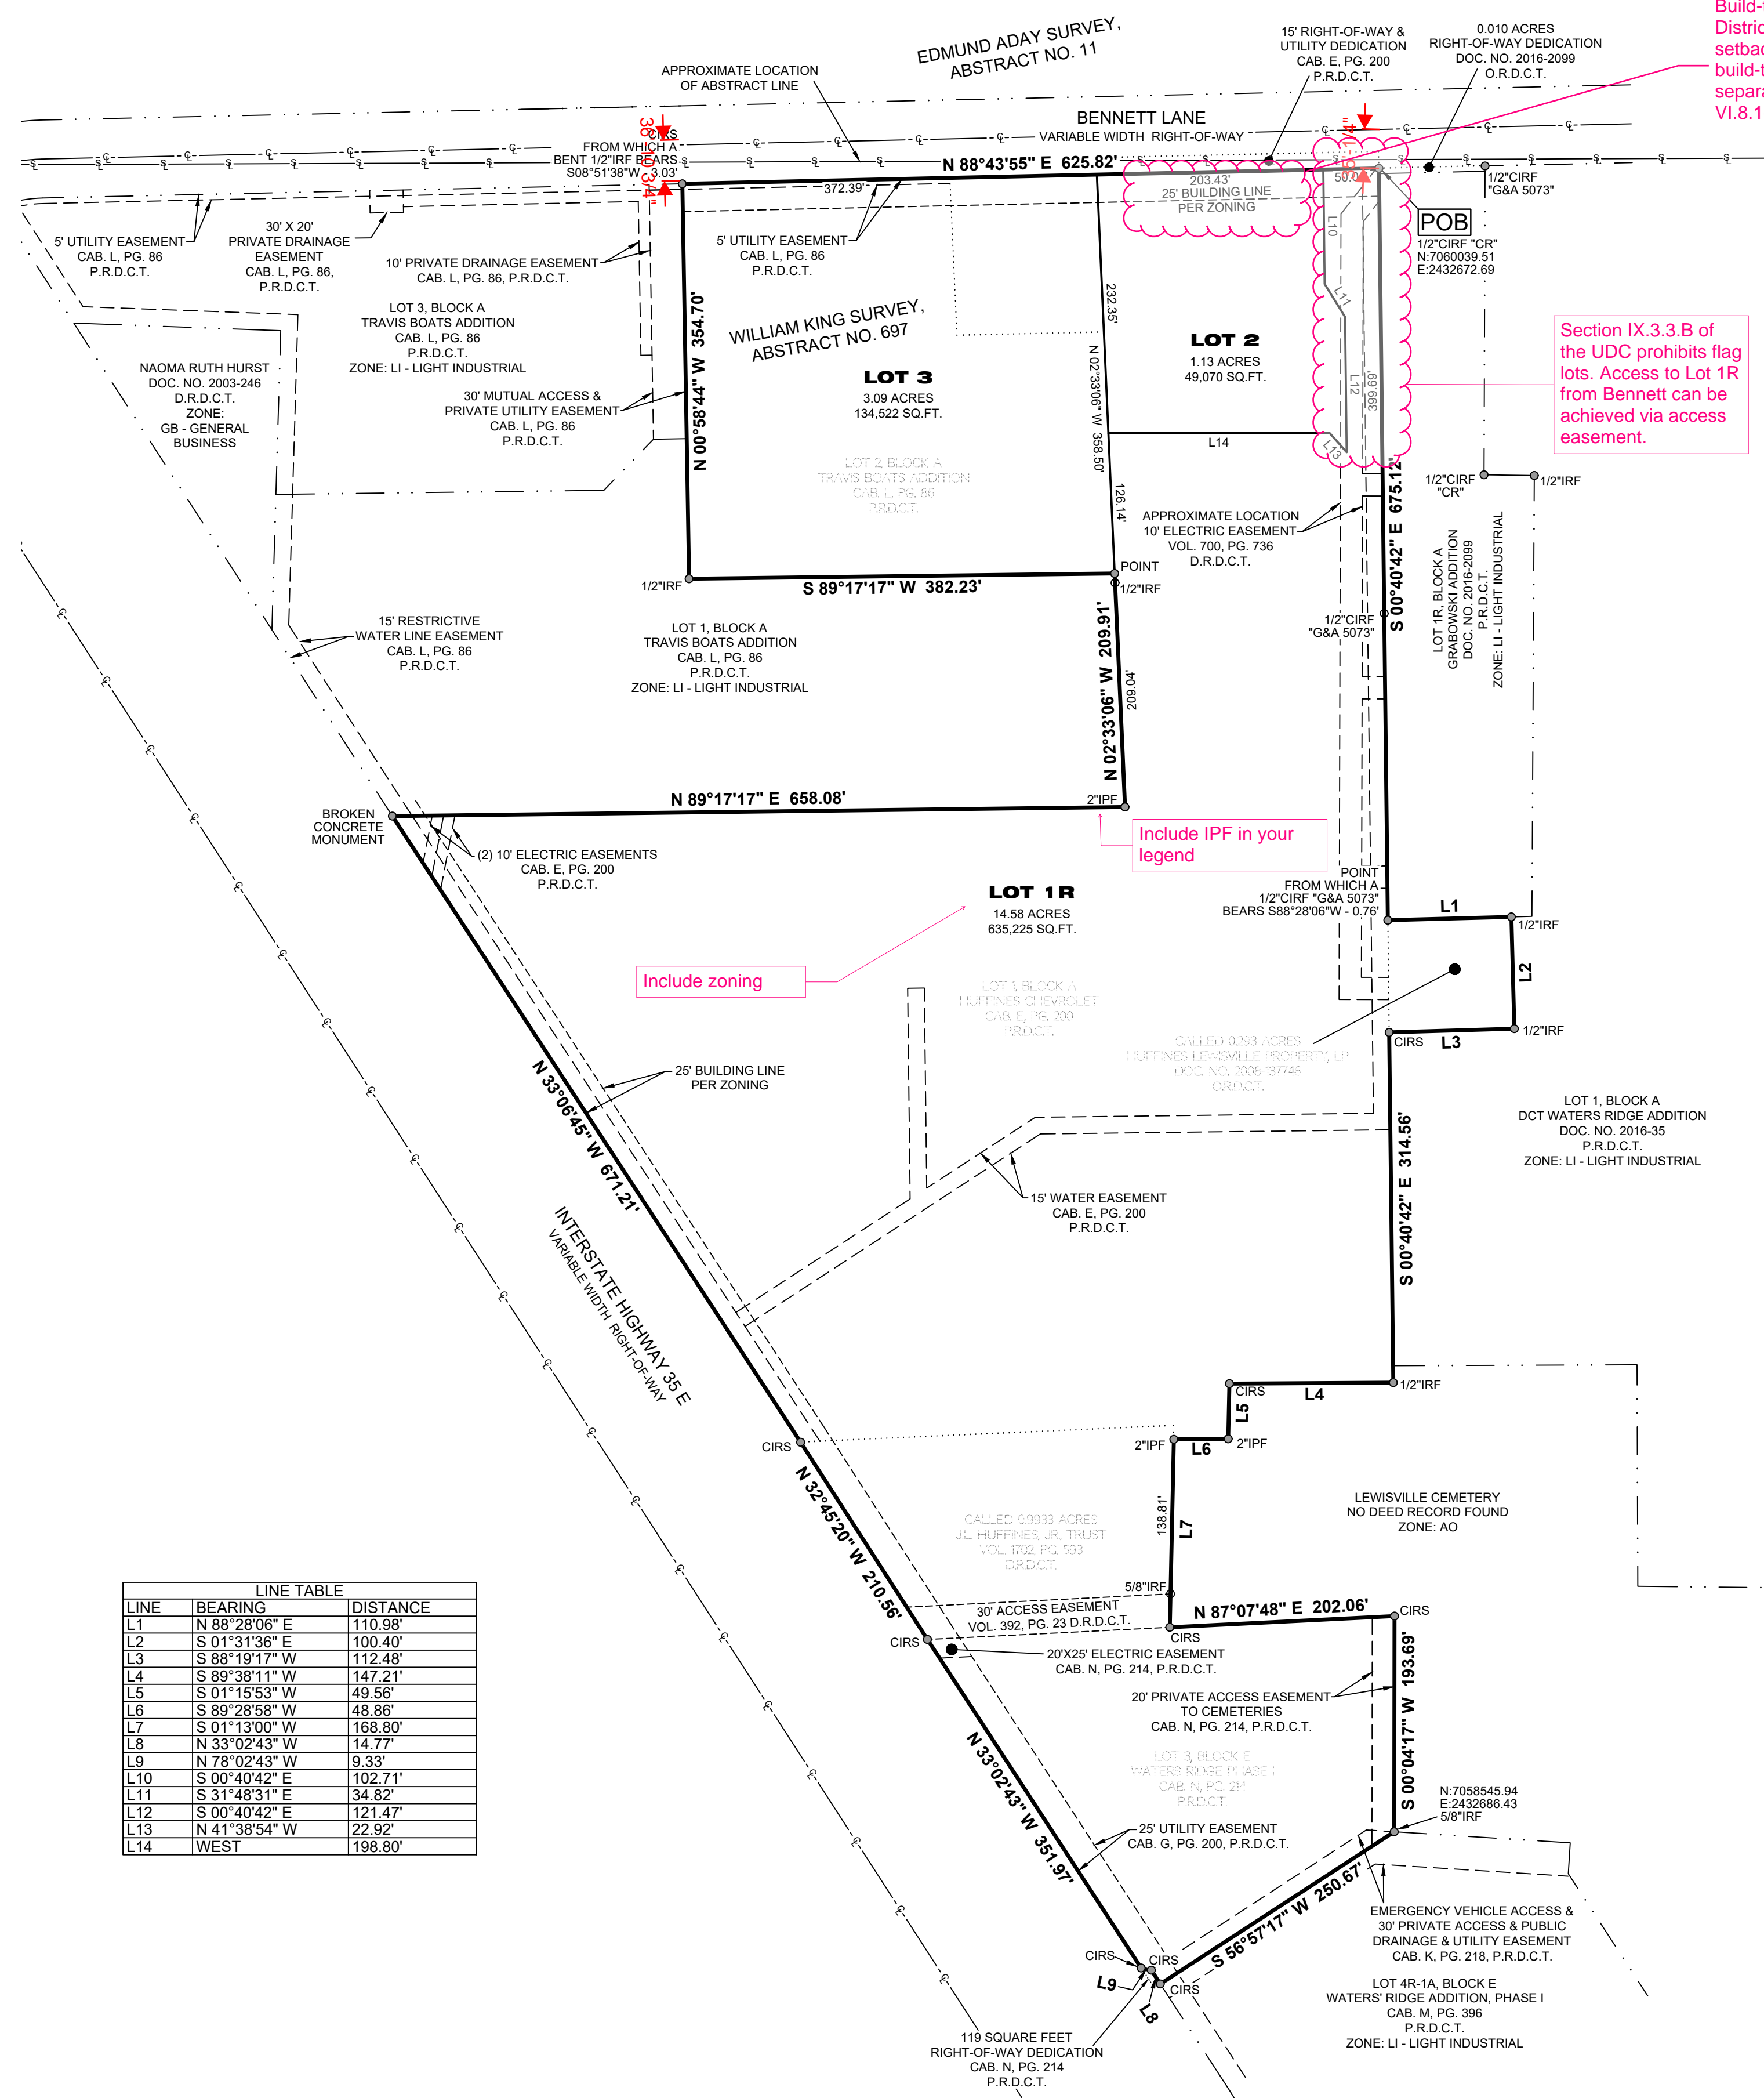 EDMUND ADAY SURVEY,
ABSTRACT NO. 11
APPROXIMATE LOCATION
OF ABSTRACT LINE
15' RIGHT-OF-WAY &
UTILITY DEDICATION
CAB. E, PG. 200
P.R.D.C.T.
0.010 ACRES
RIGHT-OF-WAY DEDICATION
DOC. NO. 2016-2099
O.R.D.C.T.
VI.8.1
BENNETT LANE
VARIABLE WIDTH RIGHT-OF-WAY
CIRS
FROM WHICH A
BENT 1/2"IRF BEARS
S08°51'38"W - 3.03'
N 88°43'55" E 625.82'
372.39'
203.43'
25' BUILDING LINE
PER ZONING
1/2"CIRF
"G&A 5073"
POB
1/2"CIRF "CR"
N:7060039.51
E:2432672.69
5' UTILITY EASEMENT
CAB. L, PG. 86
P.R.D.C.T.
30' X 20'
PRIVATE DRAINAGE
EASEMENT
CAB. L, PG. 86,
P.R.D.C.T.
10' PRIVATE DRAINAGE EASEMENT
CAB. L, PG. 86, P.R.D.C.T.
5' UTILITY EASEMENT
CAB. L, PG. 86
P.R.D.C.T.
LOT 3, BLOCK A
TRAVIS BOATS ADDITION
CAB. L, PG. 86
P.R.D.C.T.
ZONE: LI - LIGHT INDUSTRIAL
WILLIAM KING SURVEY,
ABSTRACT NO. 697
NAOMA RUTH HURST
DOC. NO. 2003-246
D.R.D.C.T.
ZONE:
GB - GENERAL
BUSINESS
30' MUTUAL ACCESS &
PRIVATE UTILITY EASEMENT
CAB. L, PG. 86
P.R.D.C.T.
N 00°58'44" W 354.70'
LOT 3
3.09 ACRES
134,522 SQ.FT.
LOT 2, BLOCK A
TRAVIS BOATS ADDITION
CAB. L, PG. 86
P.R.D.C.T.
232.35'
N 02°33'06" W 358.50'
126.14'
LOT 2
1.13 ACRES
49,070 SQ.FT.
L10
L11
L12
399.66'
L13
L14
Section IX.3.3.B of
the UDC prohibits flag
lots. Access to Lot 1R
from Bennett can be
achieved via access
easement.
1/2"CIRF
"CR"
1/2"IRF
APPROXIMATE LOCATION
10' ELECTRIC EASEMENT
VOL. 700, PG. 736
D.R.D.C.T.
S 00°40'42" E 675.12'
LOT 1R, BLOCK A
GRABOWSKI ADDITION
DOC. NO. 2016-2099
P.R.D.C.T.
ZONE: LI - LIGHT INDUSTRIAL
1/2"IRF
S 89°17'17" W 382.23'
POINT
1/2"IRF
1/2"CIRF
"G&A 5073"
15' RESTRICTIVE
WATER LINE EASEMENT
CAB. L, PG. 86
P.R.D.C.T.
LOT 1, BLOCK A
TRAVIS BOATS ADDITION
CAB. L, PG. 86
P.R.D.C.T.
ZONE: LI - LIGHT INDUSTRIAL
N 02°33'06" W 209.91'
209.04'
N 89°17'17" E 658.08'
2"IPF
BROKEN
CONCRETE
MONUMENT
Include IPF in your
legend
(2) 10' ELECTRIC EASEMENTS
CAB. E, PG. 200
P.R.D.C.T.
POINT
FROM WHICH A
1/2"CIRF "G&A 5073"
BEARS S88°28'06"W - 0.76'
L1
1/2"IRF
L2
LOT 1R
14.58 ACRES
635,225 SQ.FT.
Include zoning
LOT 1, BLOCK A
HUFFINES CHEVROLET
CAB. E, PG. 200
P.R.D.C.T.
CALLED 0.293 ACRES
HUFFINES LEWISVILLE PROPERTY, LP
DOC. NO. 2008-137746
O.R.D.C.T.
CIRS
L3
1/2"IRF
25' BUILDING LINE
PER ZONING
N 33°06'45" W 671.21'
LOT 1, BLOCK A
DCT WATERS RIDGE ADDITION
DOC. NO. 2016-35
P.R.D.C.T.
ZONE: LI - LIGHT INDUSTRIAL
S 00°40'42" E 314.56'
15' WATER EASEMENT
CAB. E, PG. 200
P.R.D.C.T.
INTERSTATE HIGHWAY 35 E
VARIABLE WIDTH RIGHT-OF-WAY
CIRS
L4
1/2"IRF
L5
CIRS
2"IPF
L6
2"IPF
N 32°45'20" W 210.56'
138.81'
L7
LEWISVILLE CEMETERY
NO DEED RECORD FOUND
ZONE: AO
CALLED 0.9933 ACRES
J.L. HUFFINES, JR., TRUST
VOL. 1702, PG. 593
D.R.D.C.T.
5/8"IRF
30' ACCESS EASEMENT
VOL. 392, PG. 23 D.R.D.C.T.
N 87°07'48" E 202.06'
CIRS
CIRS
CIRS
20'X25' ELECTRIC EASEMENT
CAB. N, PG. 214, P.R.D.C.T.
20' PRIVATE ACCESS EASEMENT
TO CEMETERIES
CAB. N, PG. 214, P.R.D.C.T.
S 00°04'17" W 193.69'
LOT 3, BLOCK E
WATERS RIDGE PHASE I
CAB. N, PG. 214
P.R.D.C.T.
N 33°02'43" W 351.97'
N:7058545.94
E:2432686.43
5/8"IRF
25' UTILITY EASEMENT
CAB. G, PG. 200, P.R.D.C.T.
S 56°57'17" W 250.67'
EMERGENCY VEHICLE ACCESS &
30' PRIVATE ACCESS & PUBLIC
DRAINAGE & UTILITY EASEMENT
CAB. K, PG. 218, P.R.D.C.T.
CIRS
CIRS
CIRS
L9
L8
LOT 4R-1A, BLOCK E
WATERS' RIDGE ADDITION, PHASE I
CAB. M, PG. 396
P.R.D.C.T.
ZONE: LI - LIGHT INDUSTRIAL
119 SQUARE FEET
RIGHT-OF-WAY DEDICATION
CAB. N, PG. 214
P.R.D.C.T.
LINE TABLE
LINE BEARING DISTANCE
L1 N 88°28'06" E 110.98'
L2 S 01°31'36" E 100.40'
L3 S 88°19'17" W 112.48'
L4 S 89°38'11" W 147.21'
L5 S 01°15'53" W 49.56'
L6 S 89°28'58" W 48.86'
L7 S 01°13'00" W 168.80'
L8 N 33°02'43" W 14.77'
L9 N 78°02'43" W 9.33'
L10 S 00°40'42" E 102.71'
L11 S 31°48'31" E 34.82'
L12 S 00°40'42" E 121.47'
L13 N 41°38'54" W 22.92'
L14 WEST 198.80'